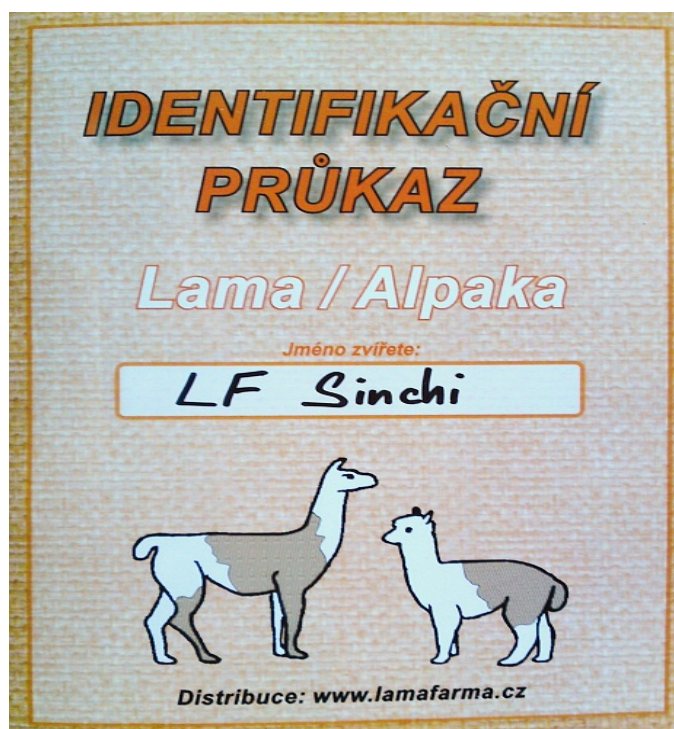 IDENTIFIKAČNÍ
PRŮKAZ
Lama / Alpaka
Jméno zvířete:
LF Sinchi
Distribuce: www.lamafarma.cz